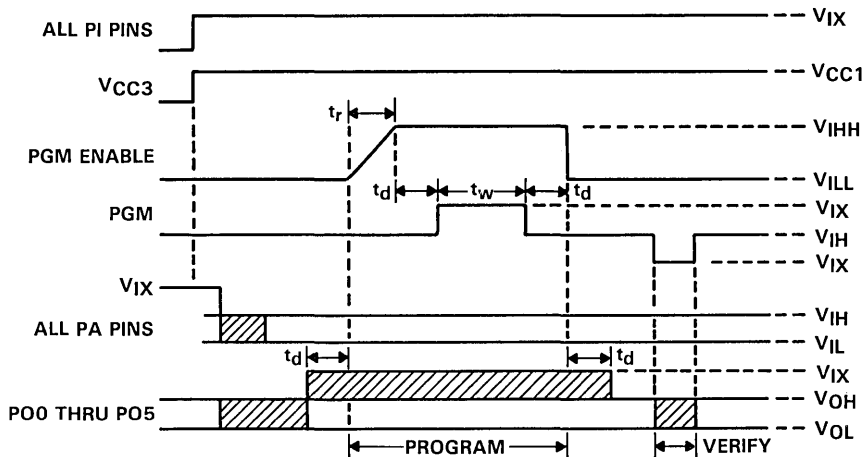 ALL PI PINS VIX
VCC3 VCC1
tr
PGM ENABLE VIHH
VILL
td tw td
PGM VIX
VIH
VIX
VIX
ALL PA PINS VIH
VIL
td td
VIX
PO0 THRU PO5 VOH
VOL
PROGRAM VERIFY